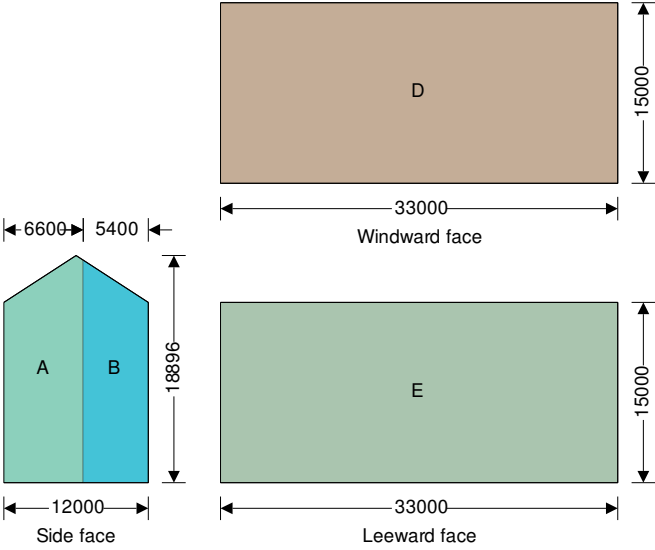 D
15000
33000
Windward face
6600
5400
A
B
18896
12000
Side face
E
15000
33000
Leeward face